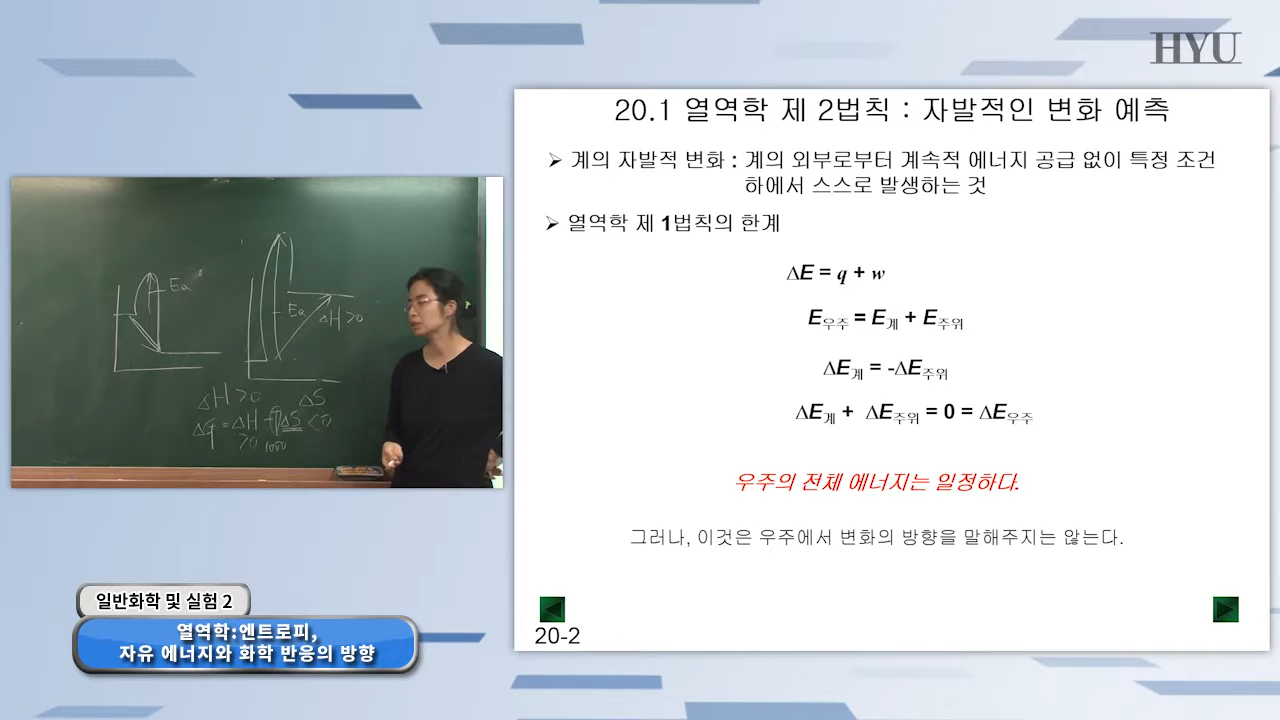 HYU
20.1 열역학 제 2법칙 : 자발적인 변화 예측
➢ 계의 자발적 변화 : 계의 외부로부터 계속적 에너지 공급 없이 특정 조건
하에서 스스로 발생하는 것
➢ 열역학 제 1법칙의 한계
ΔE = q + w
E우주 = E계 + E주위
ΔE계 = -ΔE주위
ΔE계 + ΔE주위 = 0 = ΔE우주
우주의 전체 에너지는 일정하다.
그러나, 이것은 우주에서 변화의 방향을 말해주지는 않는다.
20-2
Ea
Ea
ΔH >0
ΔH >0
ΔS
ΔG = ΔH - TΔS <0
>0 1000
일반화학 및 실험 2
열역학:엔트로피,
자유 에너지와 화학 반응의 방향